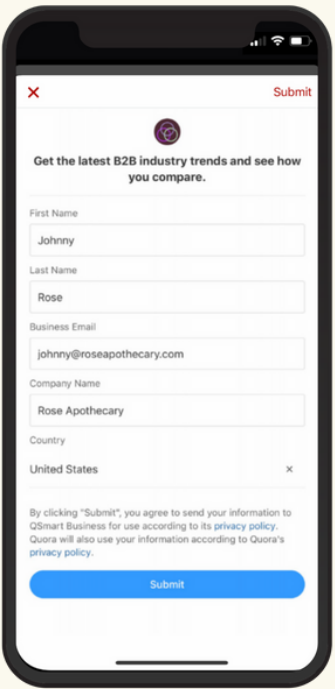 Submit
Get the latest B2B industry trends and see how
you compare.
First Name
Johnny
Last Name
Rose
Business Email
johnny@roseapothecary.com
Company Name
Rose Apothecary
Country
United States ×
By clicking "Submit", you agree to send your information to
QSmart Business for use according to its privacy policy.
Quora will also use your information according to Quora's
privacy policy.
Submit